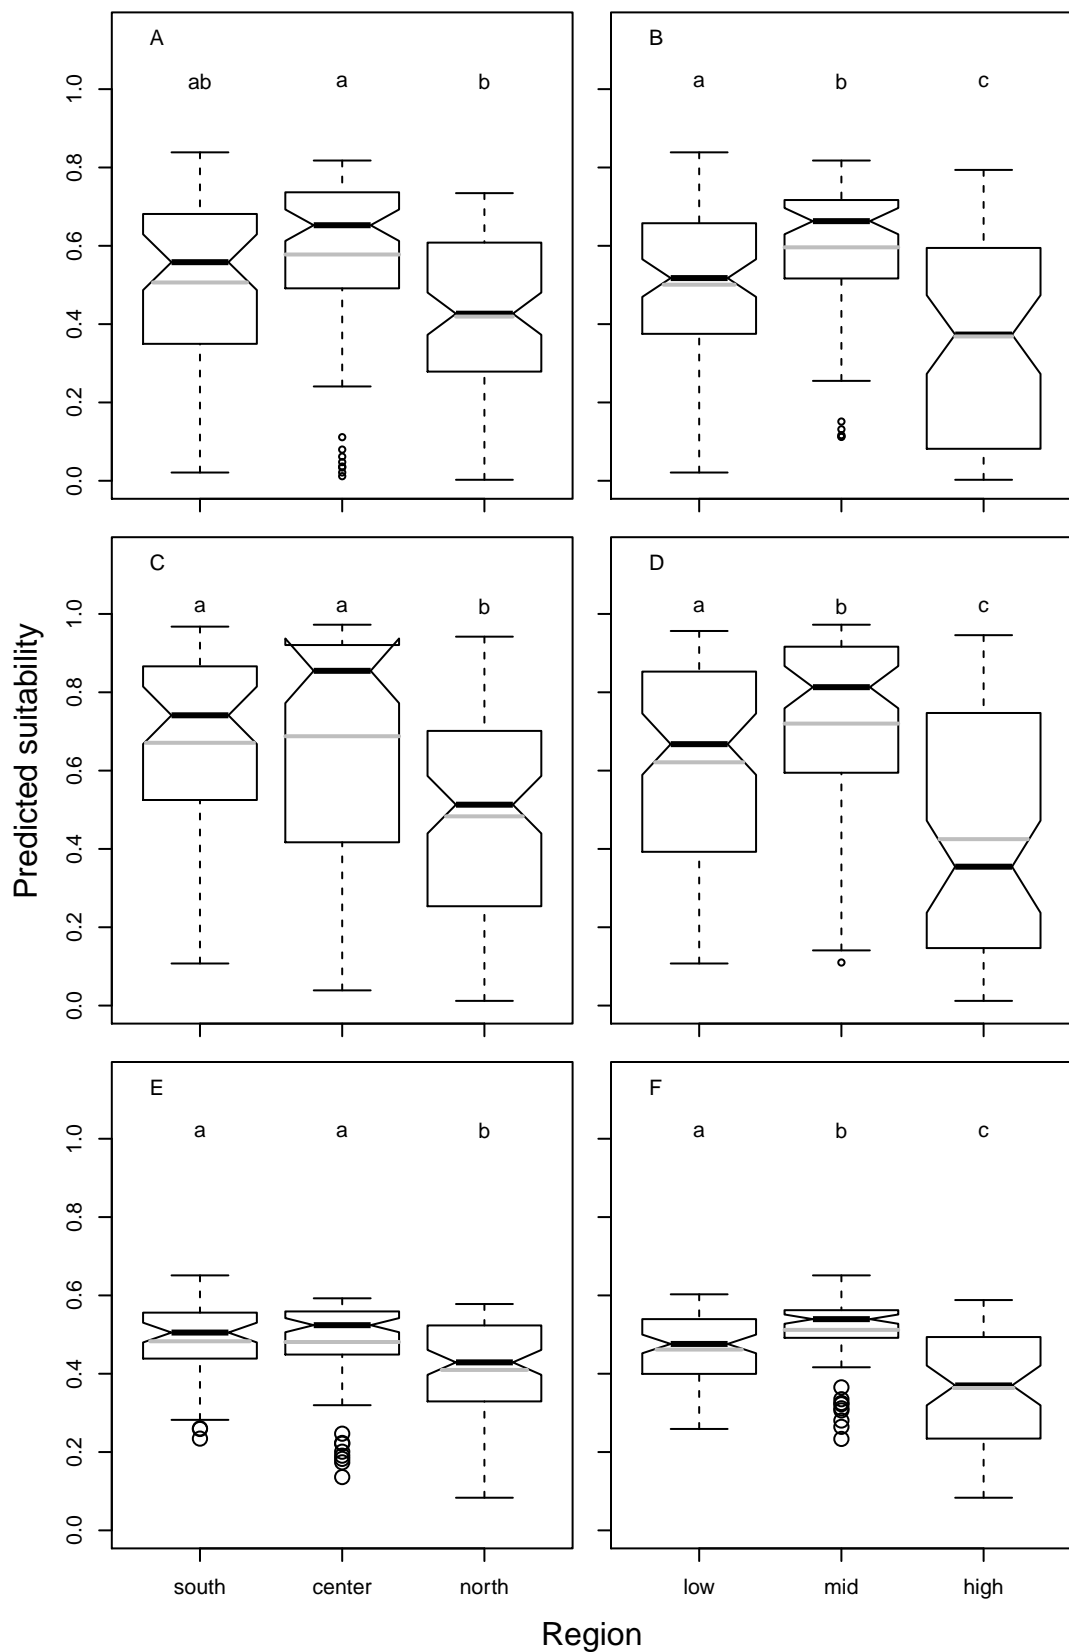 A
ab a b
0.0 0.2 0.4 0.6 0.8 1.0
B
a b c
C
a a b
0.0 0.2 0.4 0.6 0.8 1.0
D
a b c
E
a a b
0.0 0.2 0.4 0.6 0.8 1.0
south center north
F
a b c
low mid high
Predicted suitability
Region